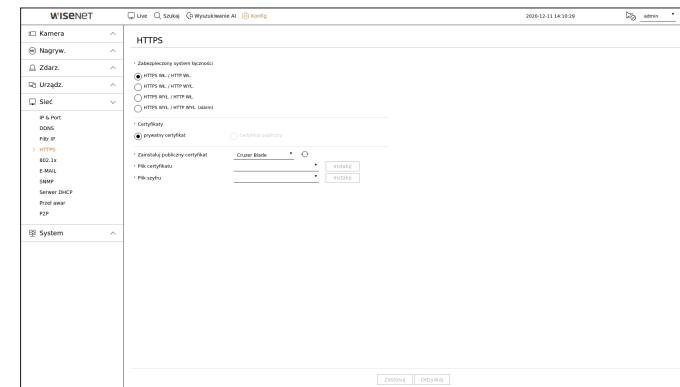 WISENET
Live Szukaj Wyszukiwanie AI Konfig 2020-12-11 14:10:29 admin
Kamera
Nagryw.
Zdarz.
Urządz.
Sieć
IP & Port
DDNS
Filtr IP
HTTPS
802.1x
E-MAIL
SNMP
Serwer DHCP
Przeł awar
P2P
System
HTTPS
Zabezpieczony system łączności
HTTPS WŁ. / HTTP WŁ.
HTTPS WŁ. / HTTP WYŁ.
HTTPS WYŁ. / HTTP WŁ.
HTTPS WYŁ. / HTTP WYŁ. (alarm)
Certyfikaty
prywatny certyfikat Certyfikat publiczny
Zainstaluj publiczny certyfikat Cruzer Blade
Plik certyfikatu Instaluj
Plik szyfru Instaluj
Zastosuj Odzyskaj